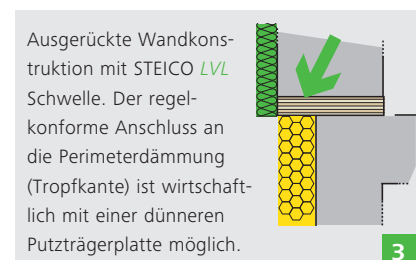 Ausgerückte Wandkons-
truktion mit STEICO LVL
Schwelle. Der regel-
konforme Anschluss an
die Perimeterdämmung
(Tropfkante) ist wirtschaft-
lich mit einer dünneren
Putzträgerplatte möglich.
3